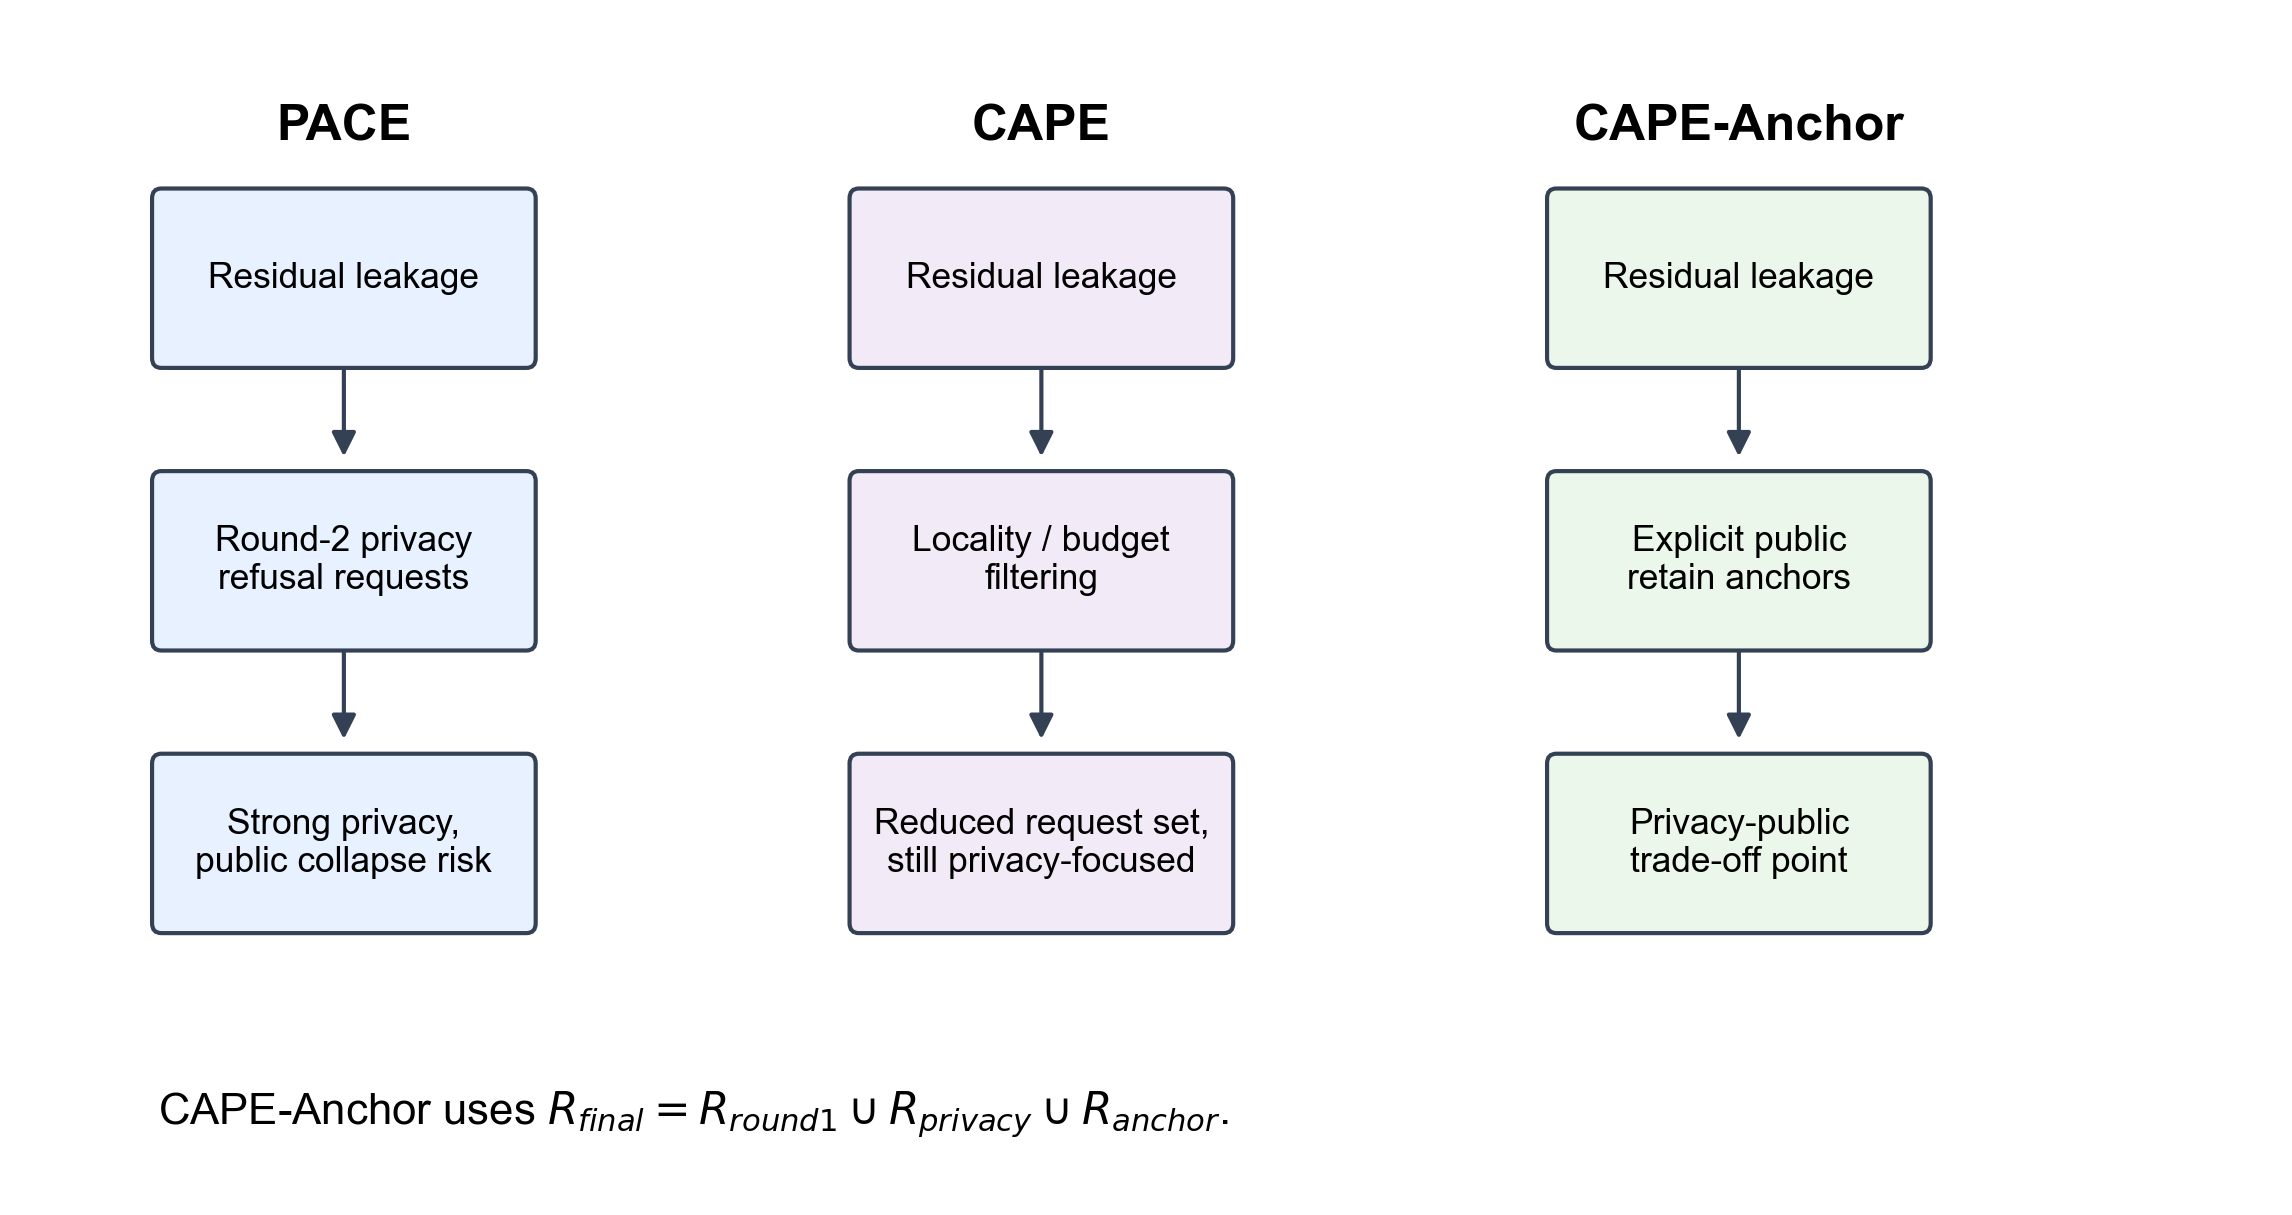 PACE
Residual leakage
Round-2 privacy
refusal requests
Strong privacy,
public collapse risk
CAPE
Residual leakage
Locality / budget
filtering
Reduced request set,
still privacy-focused
CAPE-Anchor
Residual leakage
Explicit public
retain anchors
Privacy-public
trade-off point
CAPE-Anchor uses R_final = R_round1 ∪ R_privacy ∪ R_anchor.